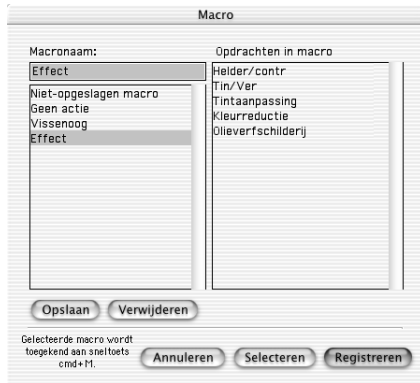 Macro
Macronaam:
Effect
Niet-opgeslagen macro
Geen actie
Vissenoog
Effect
Opdrachten in macro
Helder/contr
Tin/Ver
Tintaanpassing
Kleurreductie
Olieverfschilderij
Opslaan
Verwijderen
Gelecteerde macro wordt
toegekend aan sneltoets
cmd+M.
Annuleren
Selecteren
Registreren